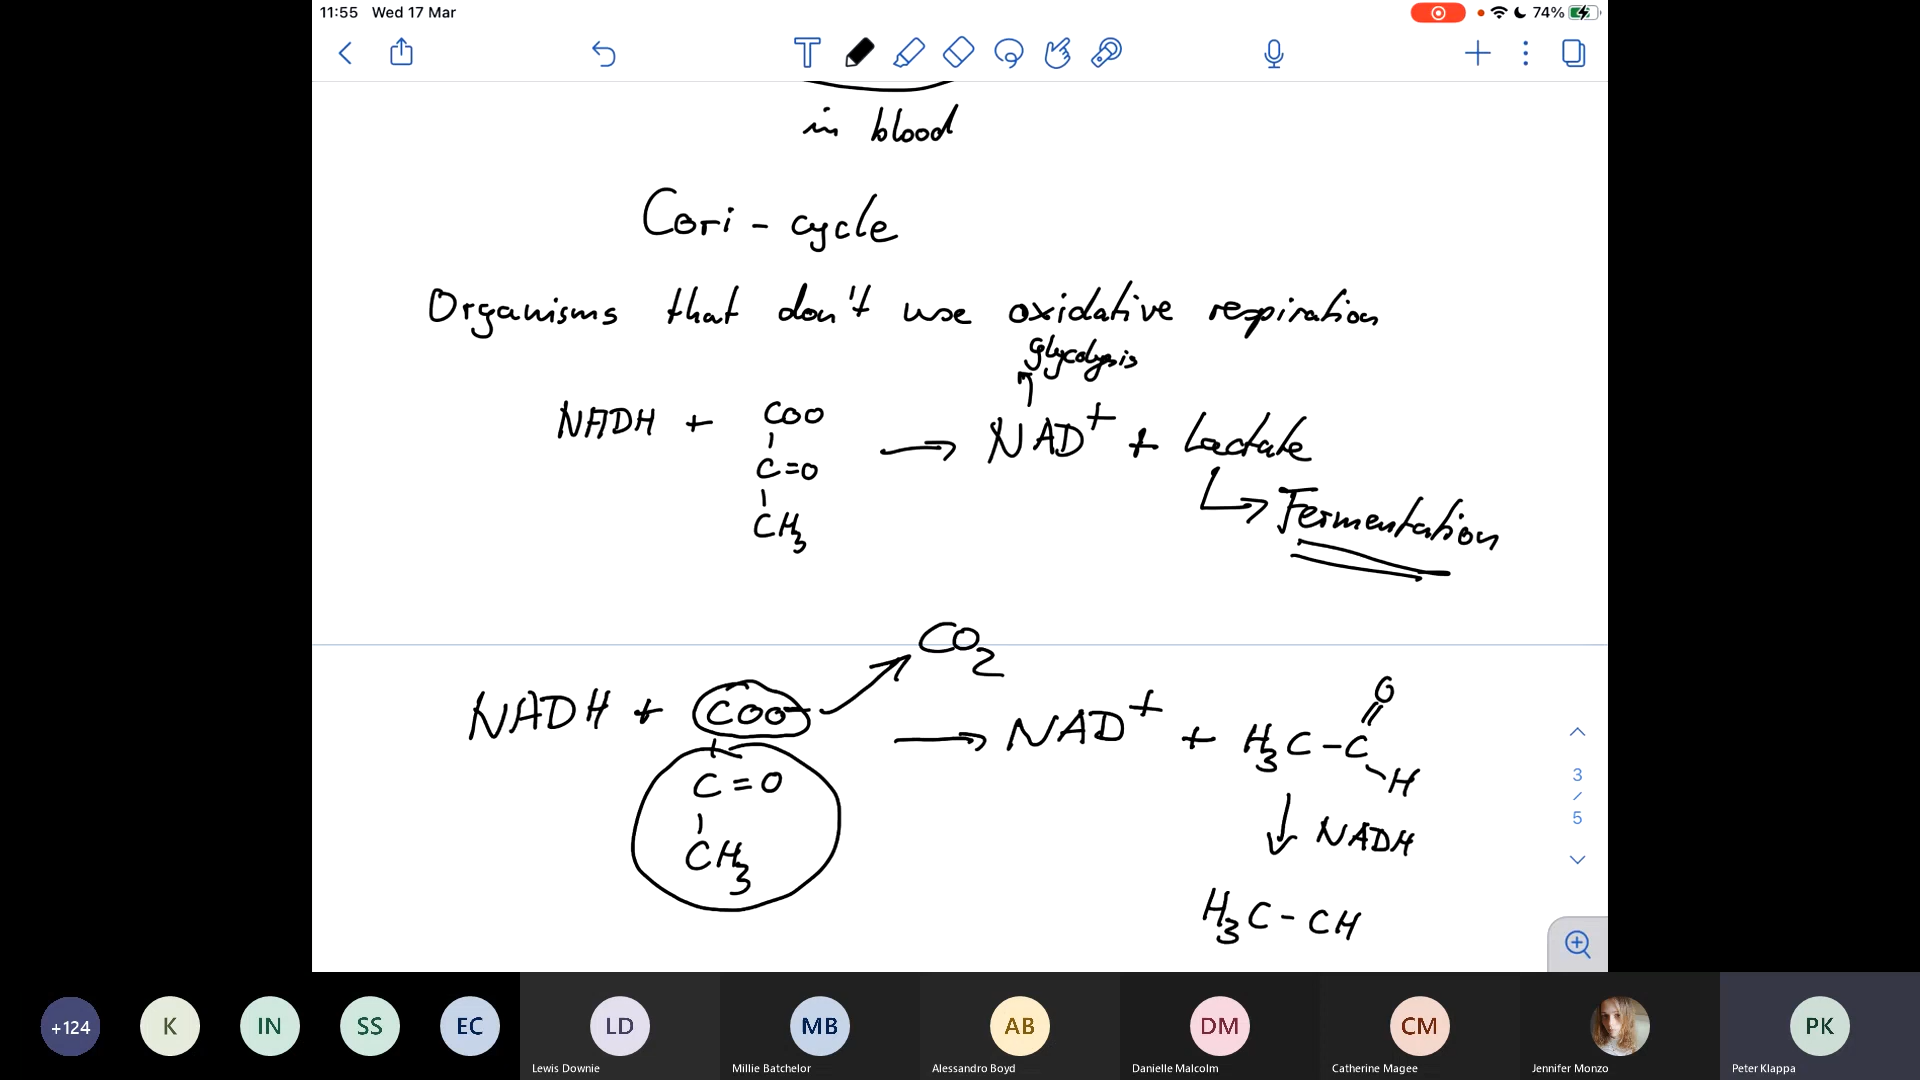 11:55 Wed 17 Mar
74%
in blood
Cori - cycle
Organisms that don't use oxidative respiration
glycolysis
NADH + COO
C=O
CH3
NAD+ + Lactate
Fermentation
CO2
NADH + COO-
C=O
CH3
NAD+ + H3C-C
O
H
NADH
H3C-CH
3
/
5
+124
K
IN
SS
EC
LD
MB
AB
DM
CM
PK
Lewis Downie
Millie Batchelor
Alessandro Boyd
Danielle Malcolm
Catherine Magee
Jennifer Monzo
Peter Klappa